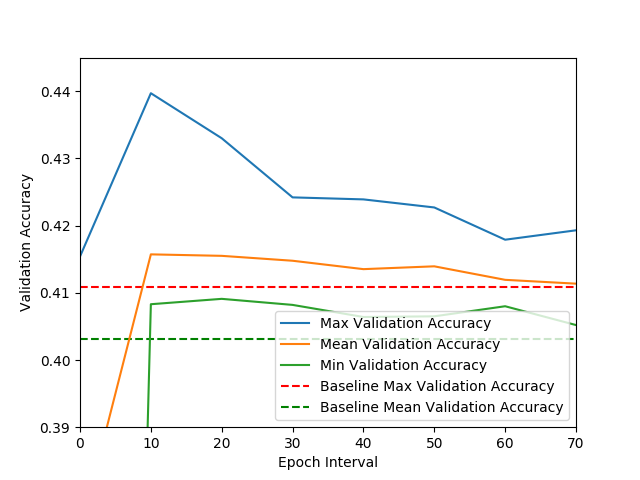 0.44
0.43
0.42
0.41
0.40
0.39
Validation Accuracy
0 10 20 30 40 50 60 70
Epoch Interval
Max Validation Accuracy
Mean Validation Accuracy
Min Validation Accuracy
Baseline Max Validation Accuracy
Baseline Mean Validation Accuracy